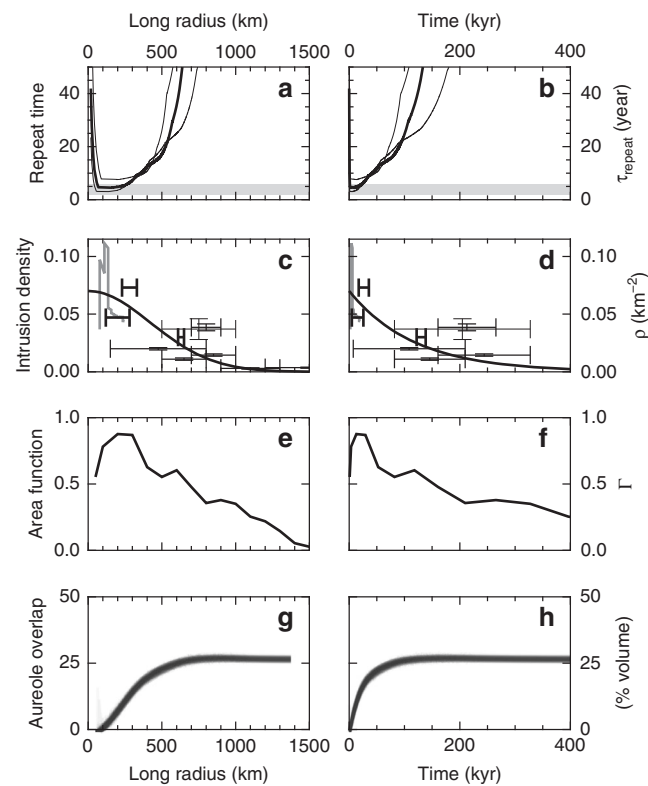 Long radius (km)
Time (kyr)
0 500 1000 1500
0 200 400
Repeat time
40
20
0
a
b
40
20
0
τrepeat (year)
Intrusion density
0.10
0.05
0.00
c
d
0.10
0.05
0.00
ρ (km−2)
Area function
1.0
0.5
0.0
e
f
1.0
0.5
0.0
Γ
Aureole overlap
50
25
0
g
h
50
25
0
(% volume)
0 500 1000 1500
0 200 400
Long radius (km)
Time (kyr)